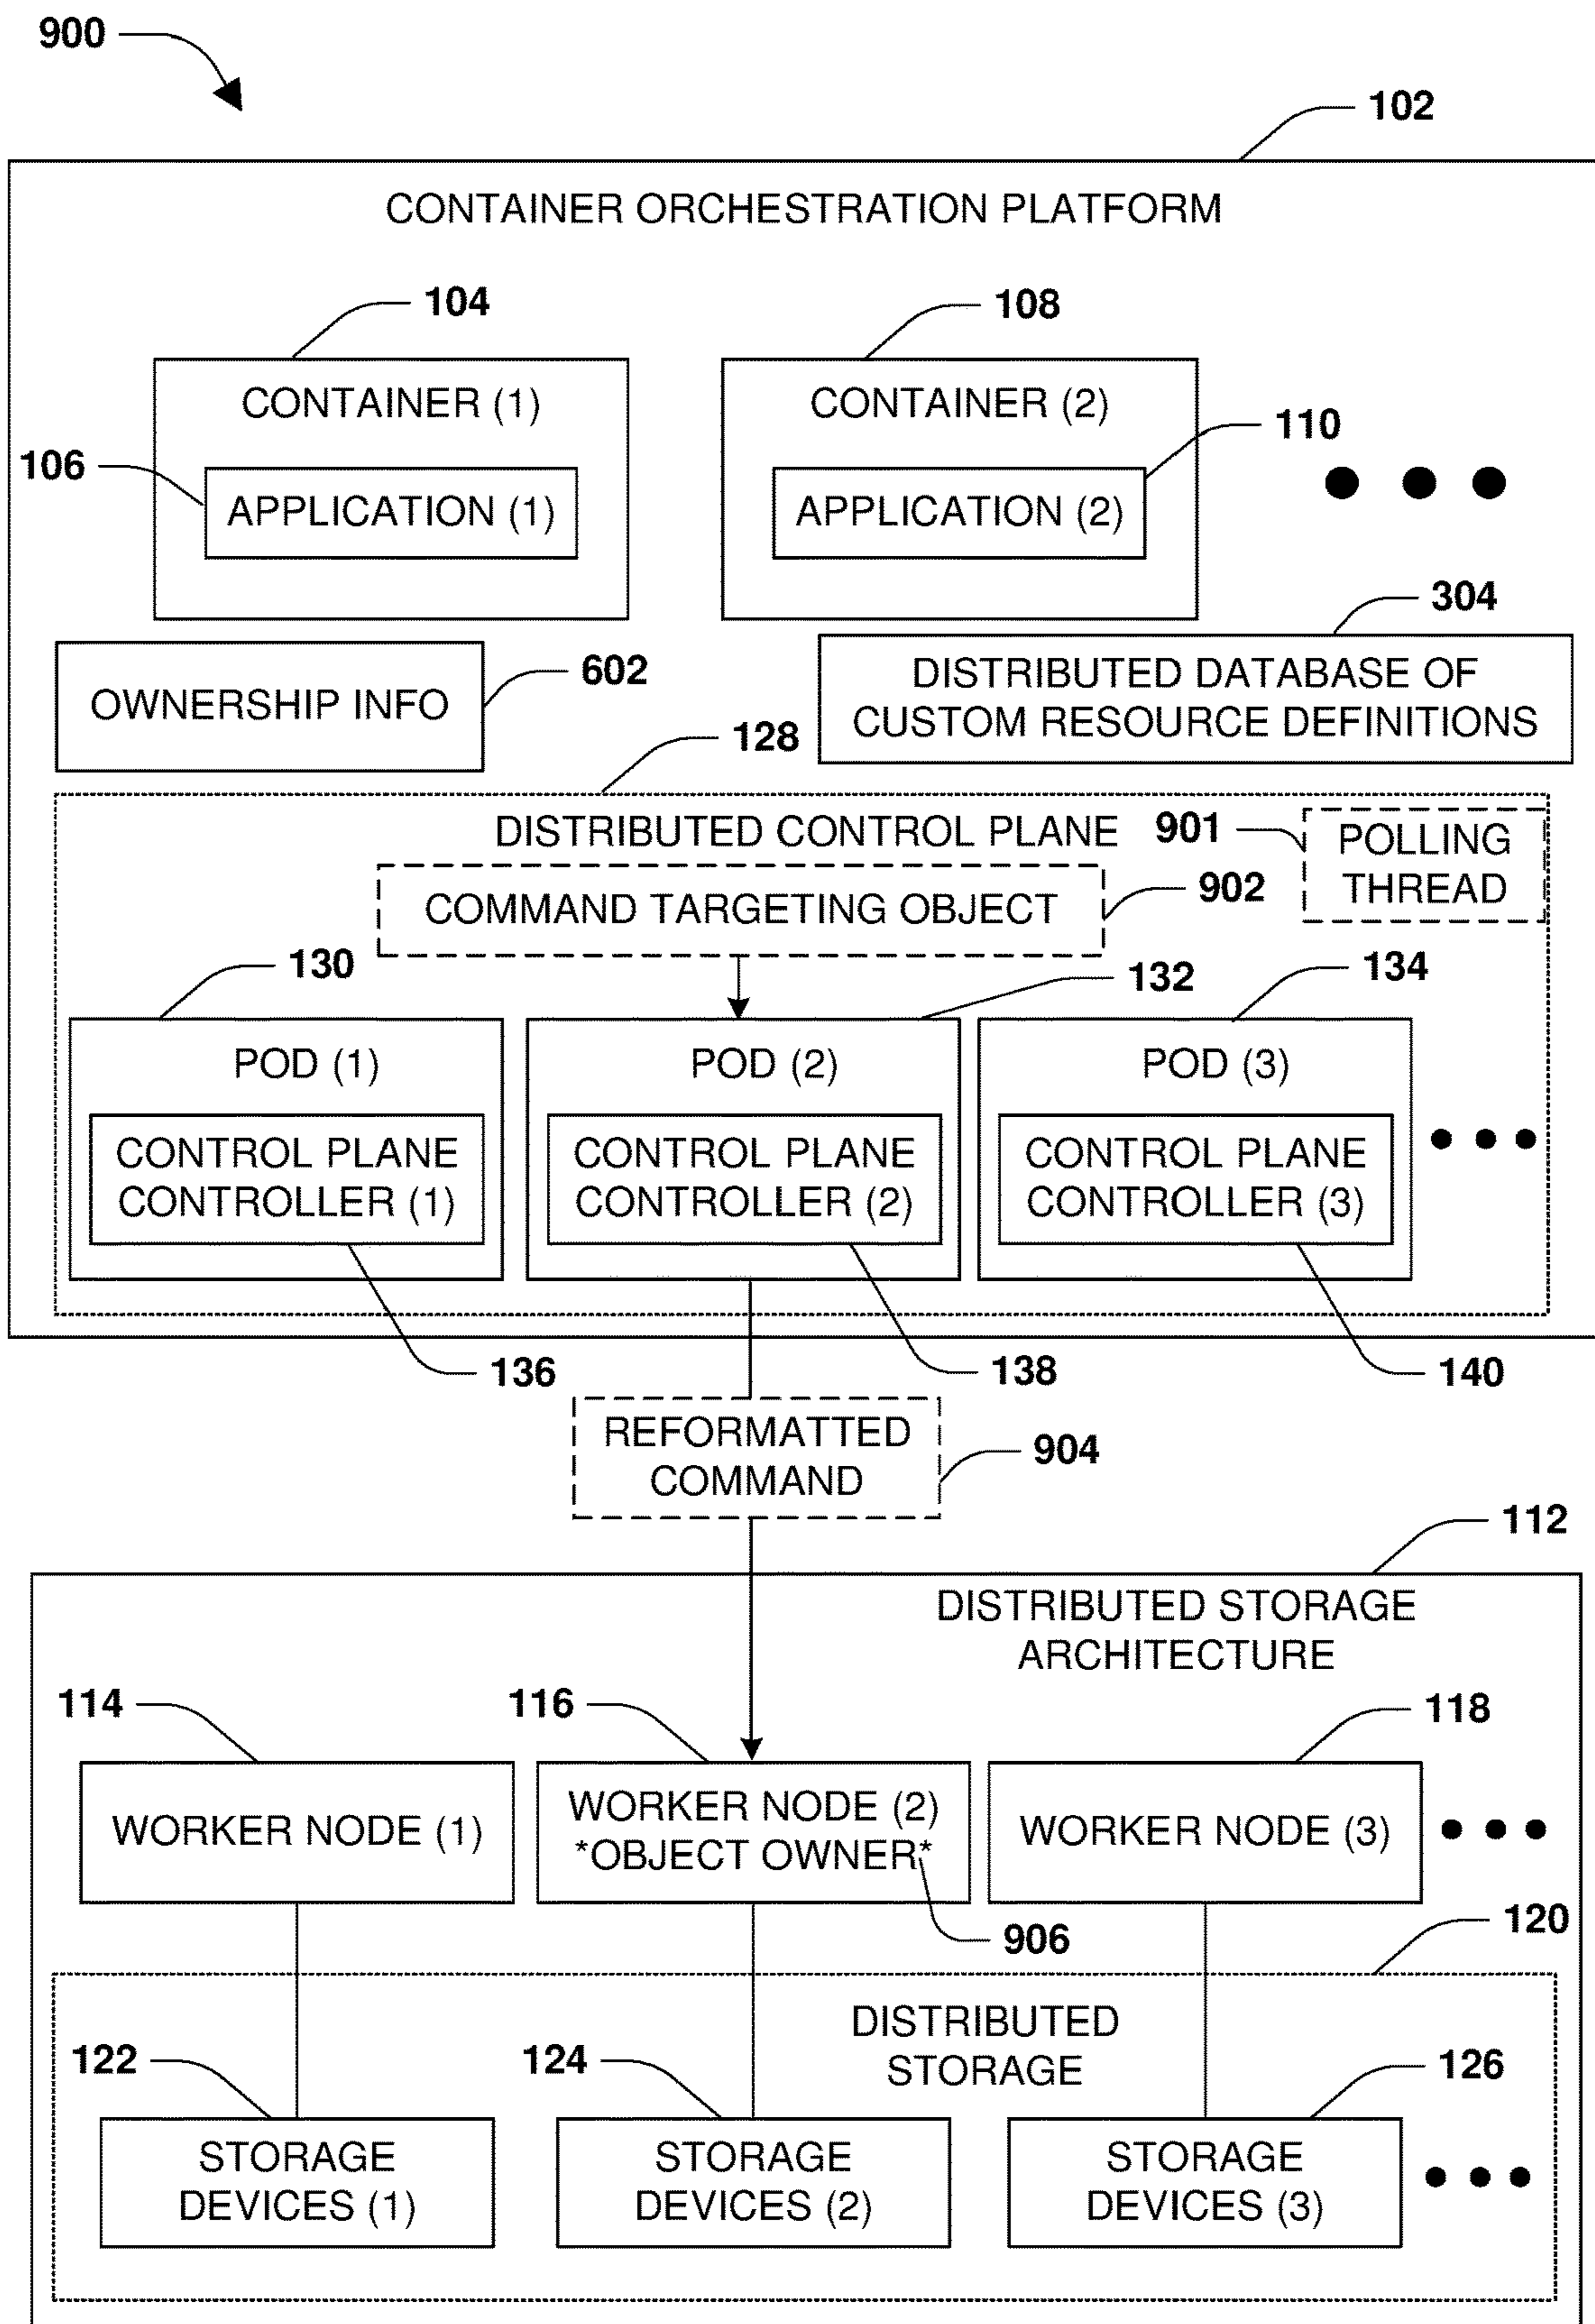 900
102
CONTAINER ORCHESTRATION PLATFORM
104
108
CONTAINER (1)
CONTAINER (2)
110
106
APPLICATION (1)
APPLICATION (2)
304
602
OWNERSHIP INFO
DISTRIBUTED DATABASE OF
CUSTOM RESOURCE DEFINITIONS
128
DISTRIBUTED CONTROL PLANE
901
POLLING
THREAD
COMMAND TARGETING OBJECT
902
130
132
134
POD (1)
POD (2)
POD (3)
CONTROL PLANE
CONTROLLER (1)
CONTROL PLANE
CONTROLLER (2)
CONTROL PLANE
CONTROLLER (3)
136
138
140
REFORMATTED
COMMAND
904
112
DISTRIBUTED STORAGE
ARCHITECTURE
114
116
118
WORKER NODE (1)
WORKER NODE (2)
*OBJECT OWNER*
WORKER NODE (3)
906
120
DISTRIBUTED
STORAGE
122
124
126
STORAGE
DEVICES (1)
STORAGE
DEVICES (2)
STORAGE
DEVICES (3)